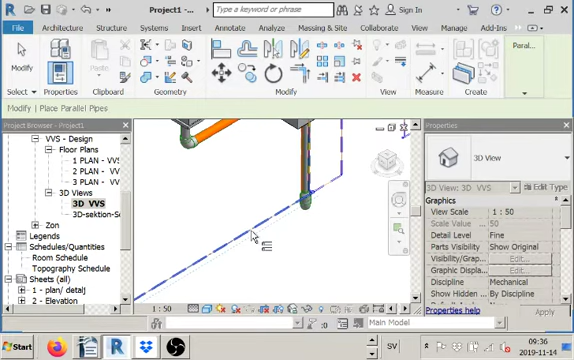 Project1 -...
Type a keyword or phrase
Sign In
File Architecture Structure Insert Annotate Analyze Massing & Site Collaborate View Manage Add-Ins
Modify
Properties
Paste
Paral...
Select Properties Clipboard Geometry Modify View Measure Create
Modify | Place Parallel Pipes
Project Browser - Project1
VVS - Design
Floor Plans
1 PLAN - VV
2 PLAN - VV
3 PLAN - VV
3D Views
3D VVS
3D-sektion-Se
Zon
Legends
Schedules/Quantities
Room Schedule
Topography Schedule
Sheets (all)
1 - plan/ detalj
2 - Elevation
Properties
3D View
3D View: 3D VVS
Edit Type
Graphics
View Scale 1 : 50
Scale Value 50
Detail Level Fine
Parts Visibility Show Original
Visibility/Grap... Edit...
Graphic Displa... Edit...
Discipline Mechanical
Show Hidden ... By Discipline
Properties help
Apply
1 : 50
:0
Main Model
Start
SV
09:36
2019-11-14